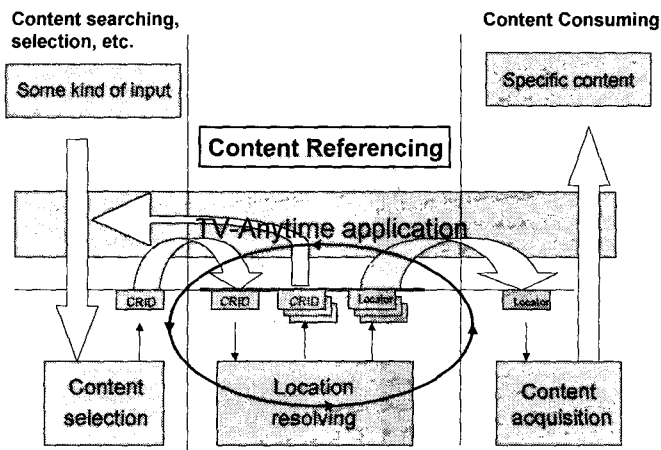 Content searching,
selection, etc.
Content Consuming
Some kind of input
Specific content
Content Referencing
TV-Anytime application
CRID
CRID
CRID
Locator
Locator
Content
selection
Location
resolving
Content
acquisition